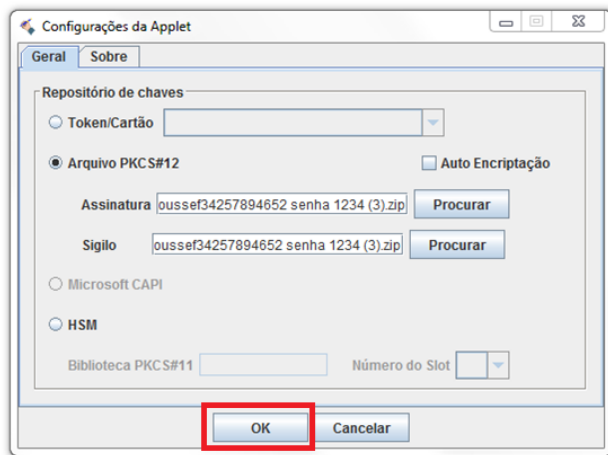 Configurações da Applet
Geral Sobre
Repositório de chaves
Token/Cartão
Arquivo PKCS#12 Auto Encriptação
Assinatura oussef34257894652 senha 1234 (3).zip Procurar
Sigilo oussef34257894652 senha 1234 (3).zip Procurar
Microsoft CAPI
HSM
Biblioteca PKCS#11 Número do Slot
OK Cancelar